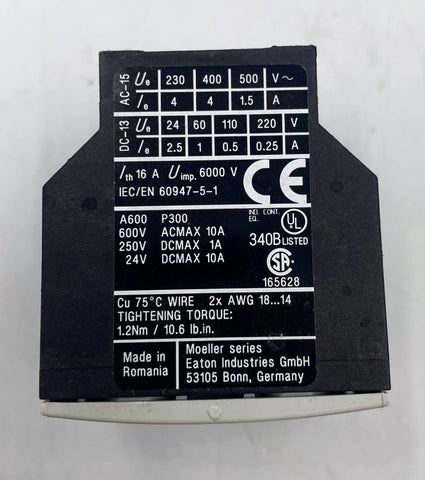 AC-15 Ue 230 400 500 V~
Ie 4 4 1.5 A
DC-13 Ue 24 60 110 220 V
Ie 2.5 1 0.5 0.25 A
Ith 16 A Uimp. 6000 V
IEC/EN 60947-5-1
CE
A600 P300
600V ACMAX 10A
250V DCMAX 1A
24V DCMAX 10A
IND. CONT.
EQ.
UL
340B LISTED
SA
165628
Cu 75°C WIRE 2x AWG 18...14
TIGHTENING TORQUE:
1.2Nm / 10.6 lb.in.
Made in
Romania
Moeller series
Eaton Industries GmbH
53105 Bonn, Germany